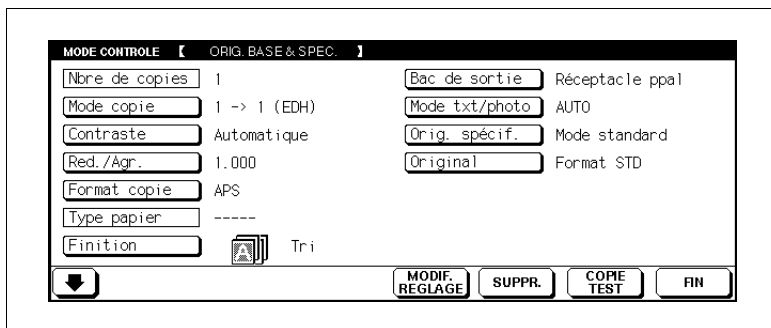 MODE CONTROLE 【 ORIG. BASE & SPEC. 】
Nbre de copies 1
Mode copie 1 -> 1 (EDH)
Contraste Automatique
Red./Agr. 1.000
Format copie APS
Type papier -----
Finition A Tri
Bac de sortie Réceptacle ppal
Mode txt/photo AUTO
Orig. spécif. Mode standard
Original Format STD
MODIF. REGLAGE SUPPR. COPIE TEST FIN